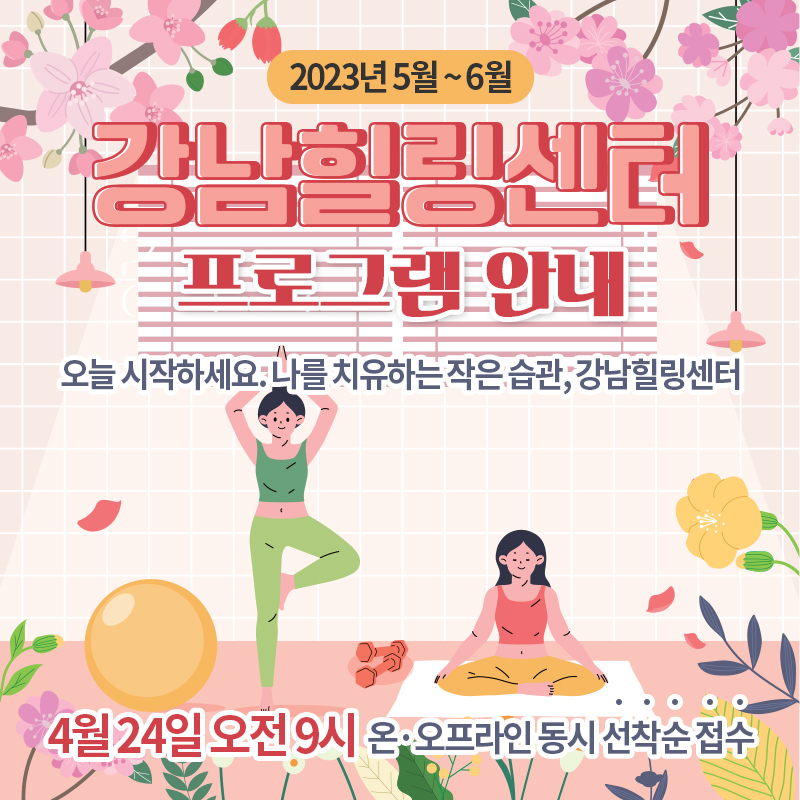 2023년 5월 ~ 6월
강남힐링센터
프로그램 안내
오늘 시작하세요. 나를 치유하는 작은 습관, 강남힐링센터
4월 24일 오전 9시 온·오프라인 동시 선착순 접수